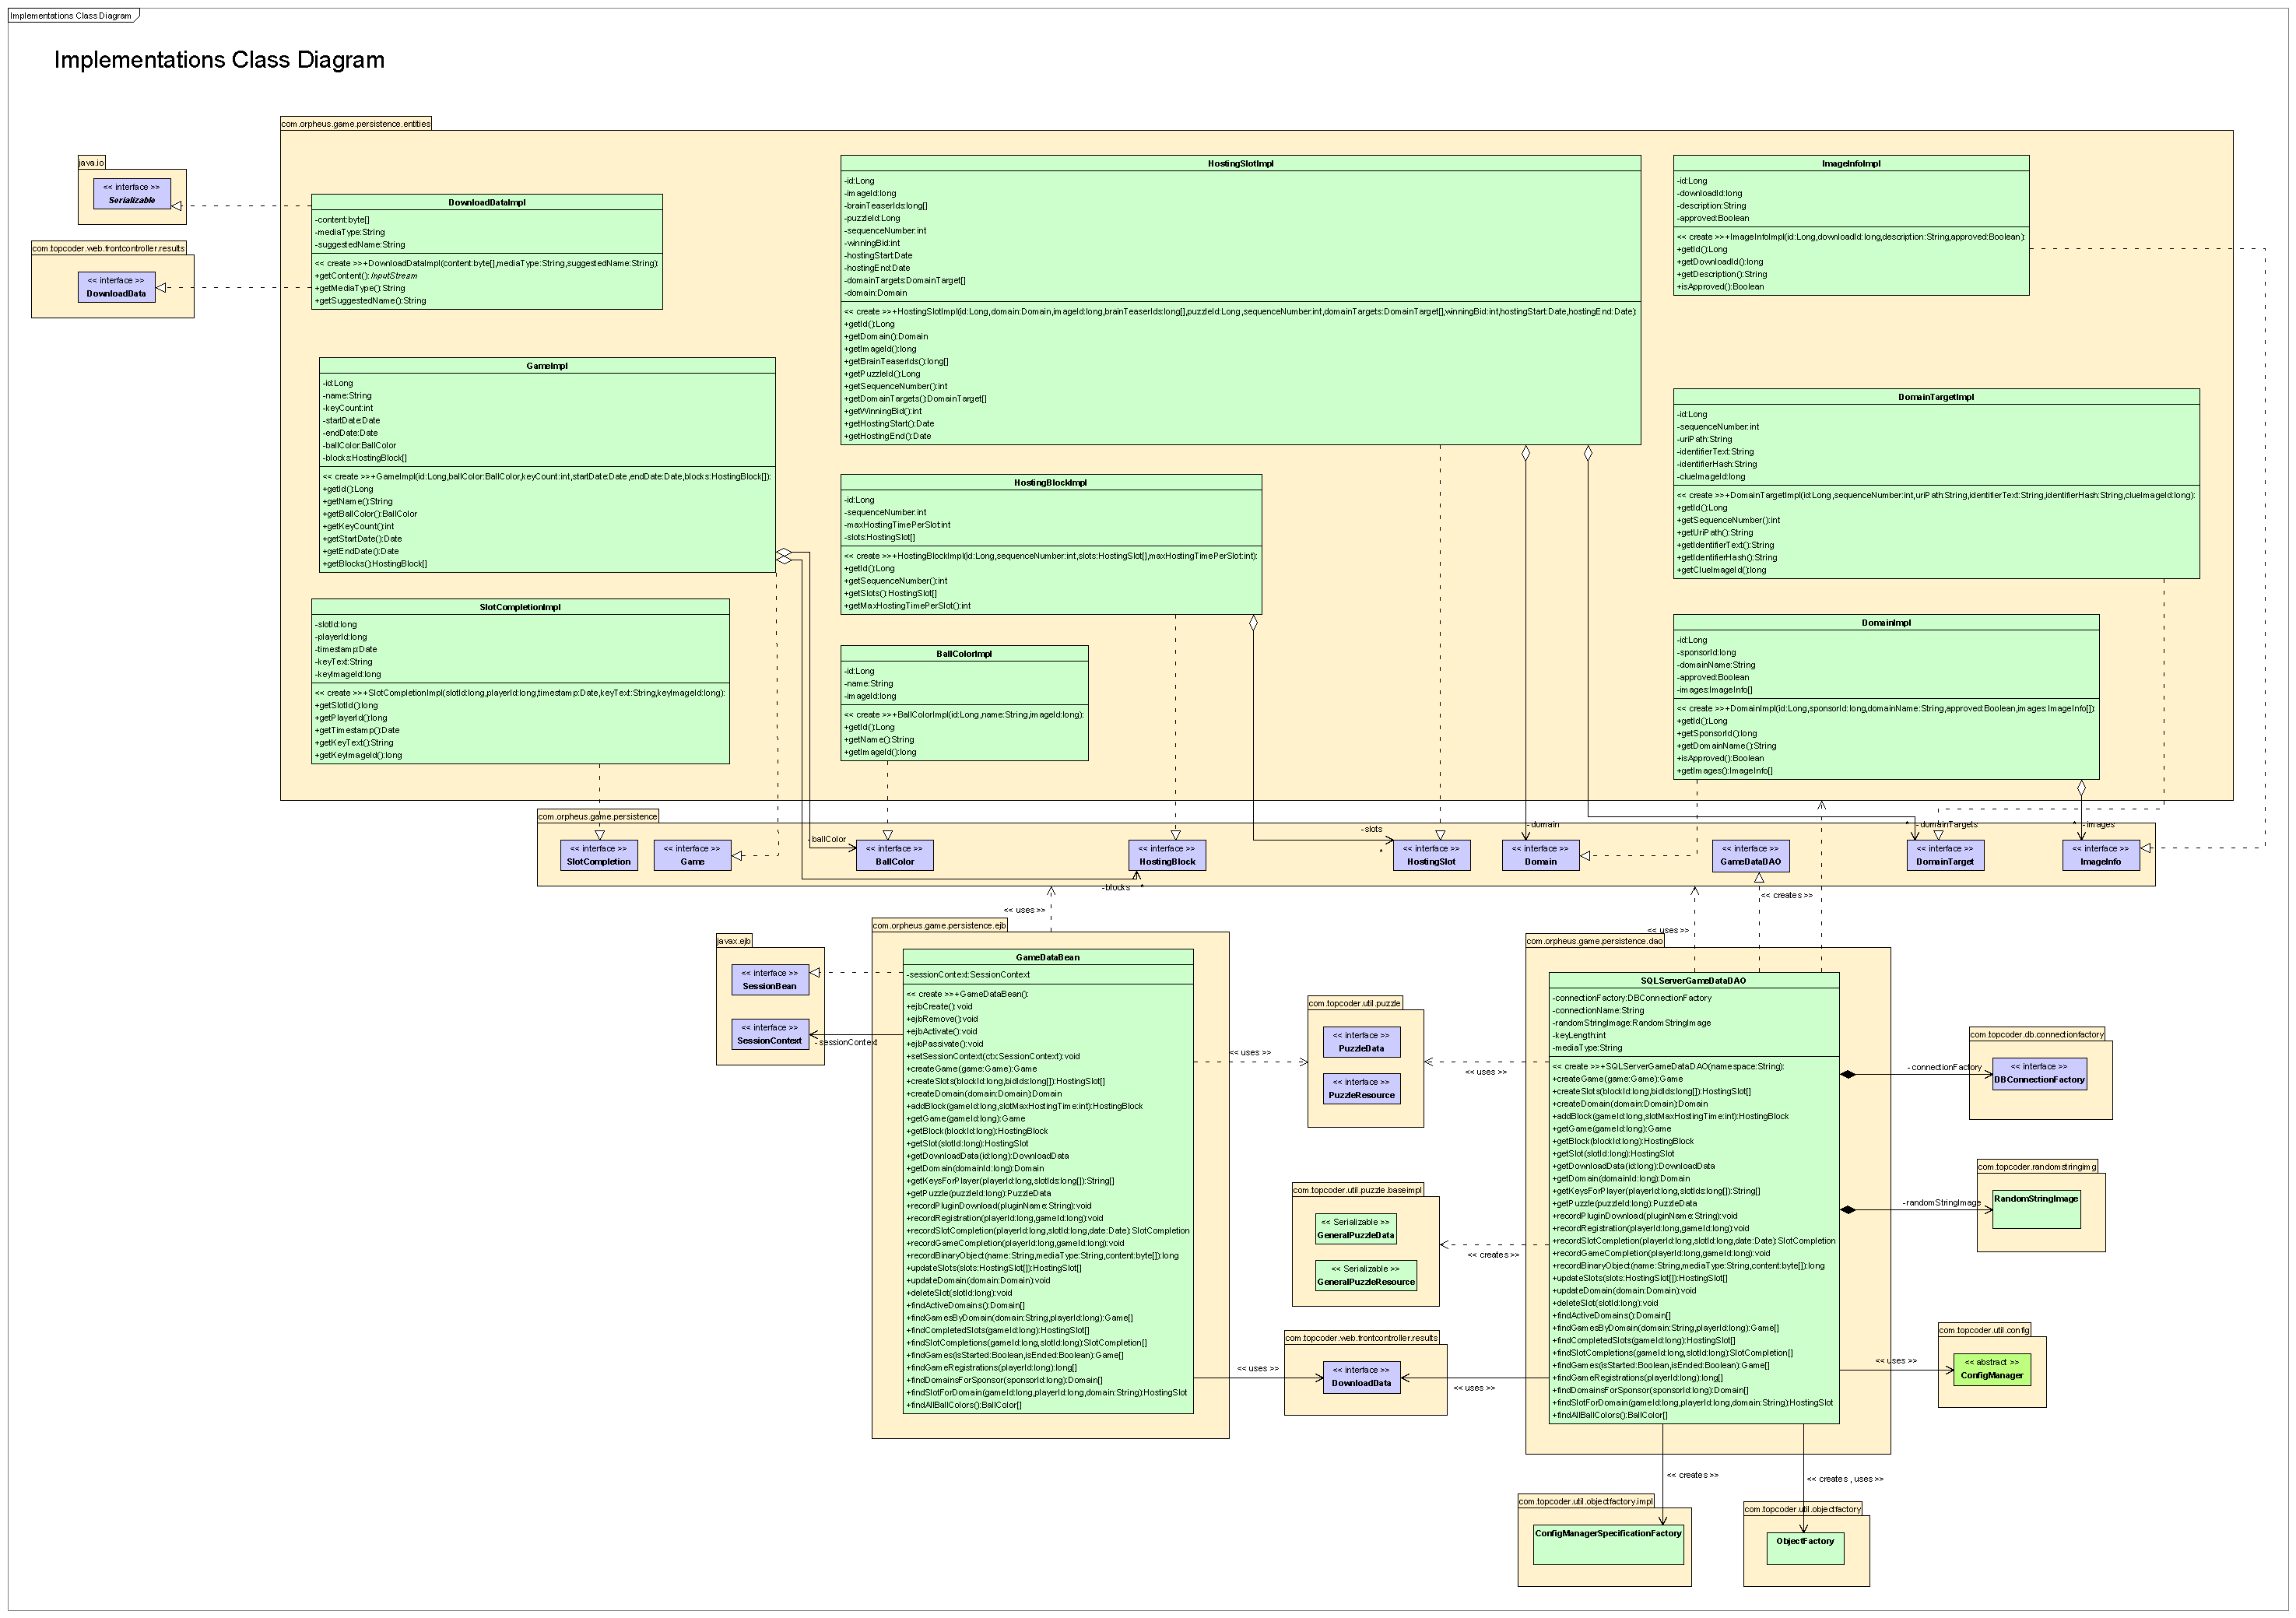 Implementations Class Diagram
Implementations Class Diagram
com.orpheus.game.persistence.entities
java.io
<< interface >>
Serializable
com.topcoder.web.frontcontroller.results
<< interface >>
DownloadData
DownloadDataImpl
-content:byte[]
-mediaType:String
-suggestedName:String
<< create >>+DownloadDataImpl(content:byte[],mediaType:String,suggestedName:String):
+getContent():InputStream
+getMediaType():String
+getSuggestedName():String
GameImpl
-id:Long
-name:String
-keyCount:int
-startDate:Date
-endDate:Date
-ballColor:BallColor
-blocks:HostingBlock[]
<< create >>+GameImpl(id:Long,ballColor:BallColor,keyCount:int,startDate:Date,endDate:Date,blocks:HostingBlock[]):
+getId():Long
+getName():String
+getBallColor():BallColor
+getKeyCount():int
+getStartDate():Date
+getEndDate():Date
+getBlocks():HostingBlock[]
SlotCompletionImpl
-slotId:long
-playerId:long
-timestamp:Date
-keyText:String
-keyImageId:long
<< create >>+SlotCompletionImpl(slotId:long,playerId:long,timestamp:Date,keyText:String,keyImageId:long):
+getSlotId():long
+getPlayerId():long
+getTimestamp():Date
+getKeyText():String
+getKeyImageId():long
HostingSlotImpl
-id:Long
-imageId:long
-brainTeaserIds:long[]
-puzzleId:Long
-sequenceNumber:int
-winningBid:int
-hostingStart:Date
-hostingEnd:Date
-domainTargets:DomainTarget[]
-domain:Domain
<< create >>+HostingSlotImpl(id:Long,domain:Domain,imageId:long,brainTeaserIds:long[],puzzleId:Long,sequenceNumber:int,domainTargets:DomainTarget[],winningBid:int,hostingStart:Date,hostingEnd:Date):
+getId():Long
+getDomain():Domain
+getImageId():long
+getBrainTeaserIds():long[]
+getPuzzleId():Long
+getSequenceNumber():int
+getDomainTargets():DomainTarget[]
+getWinningBid():int
+getHostingStart():Date
+getHostingEnd():Date
HostingBlockImpl
-id:Long
-sequenceNumber:int
-maxHostingTimePerSlot:int
-slots:HostingSlot[]
<< create >>+HostingBlockImpl(id:Long,sequenceNumber:int,slots:HostingSlot[],maxHostingTimePerSlot:int):
+getId():Long
+getSequenceNumber():int
+getSlots():HostingSlot[]
+getMaxHostingTimePerSlot():int
BallColorImpl
-id:Long
-name:String
-imageId:long
<< create >>+BallColorImpl(id:Long,name:String,imageId:long):
+getId():Long
+getName():String
+getImageId():long
ImageInfoImpl
-id:Long
-downloadId:long
-description:String
-approved:Boolean
<< create >>+ImageInfoImpl(id:Long,downloadId:long,description:String,approved:Boolean):
+getId():Long
+getDownloadId():long
+getDescription():String
+isApproved():Boolean
DomainTargetImpl
-id:Long
-sequenceNumber:int
-uriPath:String
-identifierText:String
-identifierHash:String
-clueImageId:long
<< create >>+DomainTargetImpl(id:Long,sequenceNumber:int,uriPath:String,identifierText:String,identifierHash:String,clueImageId:long):
+getId():Long
+getSequenceNumber():int
+getUriPath():String
+getIdentifierText():String
+getIdentifierHash():String
+getClueImageId():long
DomainImpl
-id:Long
-sponsorId:long
-domainName:String
-approved:Boolean
-images:ImageInfo[]
<< create >>+DomainImpl(id:Long,sponsorId:long,domainName:String,approved:Boolean,images:ImageInfo[]):
+getId():Long
+getSponsorId():long
+getDomainName():String
+isApproved():Boolean
+getImages():ImageInfo[]
com.orpheus.game.persistence
<< interface >>
SlotCompletion
<< interface >>
Game
-ballColor
<< interface >>
BallColor
<< interface >>
HostingBlock
-blocks *
-slots
*
<< interface >>
HostingSlot
-domain
<< interface >>
Domain
<< interface >>
GameDataDAO
* -domainTargets
<< interface >>
DomainTarget
* -images
<< interface >>
ImageInfo
<< uses >>
<< uses >>
<< creates >>
javax.ejb
<< interface >>
SessionBean
<< interface >>
SessionContext
-sessionContext
com.orpheus.game.persistence.ejb
GameDataBean
-sessionContext:SessionContext
<< create >>+GameDataBean():
+ejbCreate():void
+ejbRemove():void
+ejbActivate():void
+ejbPassivate():void
+setSessionContext(ctx:SessionContext):void
+createGame(game:Game):Game
+createSlots(blockId:long,bidIds:long[]):HostingSlot[]
+createDomain(domain:Domain):Domain
+addBlock(gameId:long,slotMaxHostingTime:int):HostingBlock
+getGame(gameId:long):Game
+getBlock(blockId:long):HostingBlock
+getSlot(slotId:long):HostingSlot
+getDownloadData(id:long):DownloadData
+getDomain(domainId:long):Domain
+getKeysForPlayer(playerId:long,slotIds:long[]):String[]
+getPuzzle(puzzleId:long):PuzzleData
+recordPluginDownload(pluginName:String):void
+recordRegistration(playerId:long,gameId:long):void
+recordSlotCompletion(playerId:long,slotId:long,date:Date):SlotCompletion
+recordGameCompletion(playerId:long,gameId:long):void
+recordBinaryObject(name:String,mediaType:String,content:byte[]):long
+updateSlots(slots:HostingSlot[]):HostingSlot[]
+updateDomain(domain:Domain):void
+deleteSlot(slotId:long):void
+findActiveDomains():Domain[]
+findGamesByDomain(domain:String,playerId:long):Game[]
+findCompletedSlots(gameId:long):HostingSlot[]
+findSlotCompletions(gameId:long,slotId:long):SlotCompletion[]
+findGames(isStarted:Boolean,isEnded:Boolean):Game[]
+findGameRegistrations(playerId:long):long[]
+findDomainsForSponsor(sponsorId:long):Domain[]
+findSlotForDomain(gameId:long,playerId:long,domain:String):HostingSlot
+findAllBallColors():BallColor[]
<< uses >>
<< uses >>
com.topcoder.util.puzzle
<< interface >>
PuzzleData
<< interface >>
PuzzleResource
<< uses >>
com.topcoder.util.puzzle.baseimpl
<< Serializable >>
GeneralPuzzleData
<< Serializable >>
GeneralPuzzleResource
<< creates >>
com.topcoder.web.frontcontroller.results
<< interface >>
DownloadData
<< uses >>
com.orpheus.game.persistence.dao
SQLServerGameDataDAO
-connectionFactory:DBConnectionFactory
-connectionName:String
-randomStringImage:RandomStringImage
-keyLength:int
-mediaType:String
<< create >>+SQLServerGameDataDAO(namespace:String):
+createGame(game:Game):Game
+createSlots(blockId:long,bidIds:long[]):HostingSlot[]
+createDomain(domain:Domain):Domain
+addBlock(gameId:long,slotMaxHostingTime:int):HostingBlock
+getGame(gameId:long):Game
+getBlock(blockId:long):HostingBlock
+getSlot(slotId:long):HostingSlot
+getDownloadData(id:long):DownloadData
+getDomain(domainId:long):Domain
+getKeysForPlayer(playerId:long,slotIds:long[]):String[]
+getPuzzle(puzzleId:long):PuzzleData
+recordPluginDownload(pluginName:String):void
+recordRegistration(playerId:long,gameId:long):void
+recordSlotCompletion(playerId:long,slotId:long,date:Date):SlotCompletion
+recordGameCompletion(playerId:long,gameId:long):void
+recordBinaryObject(name:String,mediaType:String,content:byte[]):long
+updateSlots(slots:HostingSlot[]):HostingSlot[]
+updateDomain(domain:Domain):void
+deleteSlot(slotId:long):void
+findActiveDomains():Domain[]
+findGamesByDomain(domain:String,playerId:long):Game[]
+findCompletedSlots(gameId:long):HostingSlot[]
+findSlotCompletions(gameId:long,slotId:long):SlotCompletion[]
+findGames(isStarted:Boolean,isEnded:Boolean):Game[]
+findGameRegistrations(playerId:long):long[]
+findDomainsForSponsor(sponsorId:long):Domain[]
+findSlotForDomain(gameId:long,playerId:long,domain:String):HostingSlot
+findAllBallColors():BallColor[]
com.topcoder.db.connectionfactory
-connectionFactory
<< interface >>
DBConnectionFactory
com.topcoder.randomstringimg
-randomStringImage
RandomStringImage
com.topcoder.util.config
<< uses >>
<< abstract >>
ConfigManager
<< creates >>
<< creates , uses >>
com.topcoder.util.objectfactory.impl
ConfigManagerSpecificationFactory
com.topcoder.util.objectfactory
ObjectFactory